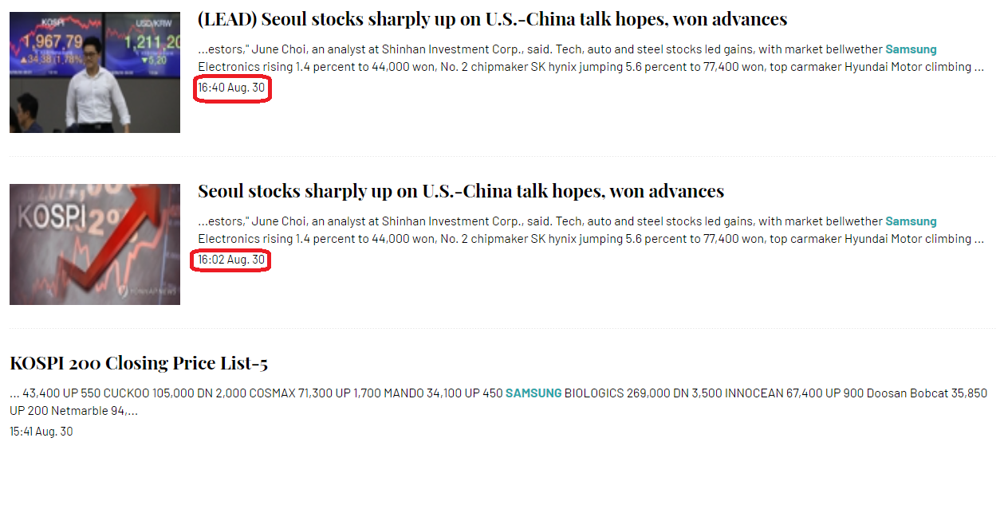 (LEAD) Seoul stocks sharply up on U.S.-China talk hopes, won advances
KOSPI
USD/KRW
1,967.79
1,211.20
▲34.38(1.78%)
▼5.20
...estors," June Choi, an analyst at Shinhan Investment Corp., said. Tech, auto and steel stocks led gains, with market bellwether Samsung
Electronics rising 1.4 percent to 44,000 won, No. 2 chipmaker SK hynix jumping 5.6 percent to 77,400 won, top carmaker Hyundai Motor climbing ...
16:40 Aug. 30
Seoul stocks sharply up on U.S.-China talk hopes, won advances
KOSPI
YONHAP NEWS
...estors," June Choi, an analyst at Shinhan Investment Corp., said. Tech, auto and steel stocks led gains, with market bellwether Samsung
Electronics rising 1.4 percent to 44,000 won, No. 2 chipmaker SK hynix jumping 5.6 percent to 77,400 won, top carmaker Hyundai Motor climbing ...
16:02 Aug. 30
KOSPI 200 Closing Price List-5
... 43,400 UP 550 CUCKOO 105,000 DN 2,000 COSMAX 71,300 UP 1,700 MANDO 34,100 UP 450 SAMSUNG BIOLOGICS 269,000 DN 3,500 INNOCEAN 67,400 UP 900 Doosan Bobcat 35,850
UP 200 Netmarble 94,...
15:41 Aug. 30